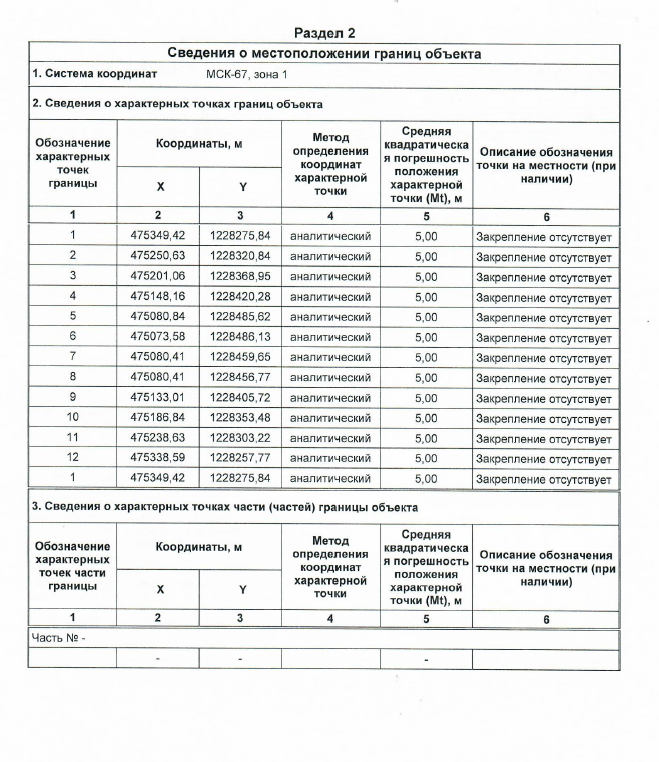 Раздел 2
Сведения о местоположении границ объекта
1. Система координат МСК-67, зона 1
2. Сведения о характерных точках границ объекта
Обозначение характерных точек границы Координаты, м Метод определения координат характерной точки Средняя квадратическа я погрешность положения характерной точки (Mt), м Описание обозначения точки на местности (при наличии)
X Y
1 2 3 4 5 6
1 475349,42 1228275,84 аналитический 5,00 Закрепление отсутствует
2 475250,63 1228320,84 аналитический 5,00 Закрепление отсутствует
3 475201,06 1228368,95 аналитический 5,00 Закрепление отсутствует
4 475148,16 1228420,28 аналитический 5,00 Закрепление отсутствует
5 475080,84 1228485,62 аналитический 5,00 Закрепление отсутствует
6 475073,58 1228486,13 аналитический 5,00 Закрепление отсутствует
7 475080,41 1228459,65 аналитический 5,00 Закрепление отсутствует
8 475080,41 1228456,77 аналитический 5,00 Закрепление отсутствует
9 475133,01 1228405,72 аналитический 5,00 Закрепление отсутствует
10 475186,84 1228353,48 аналитический 5,00 Закрепление отсутствует
11 475238,63 1228303,22 аналитический 5,00 Закрепление отсутствует
12 475338,59 1228257,77 аналитический 5,00 Закрепление отсутствует
1 475349,42 1228275,84 аналитический 5,00 Закрепление отсутствует
3. Сведения о характерных точках части (частей) границы объекта
Обозначение характерных точек части границы Координаты, м Метод определения координат характерной точки Средняя квадратическа я погрешность положения характерной точки (Mt), м Описание обозначения точки на местности (при наличии)
X Y
1 2 3 4 5 6
Часть № -
- - -